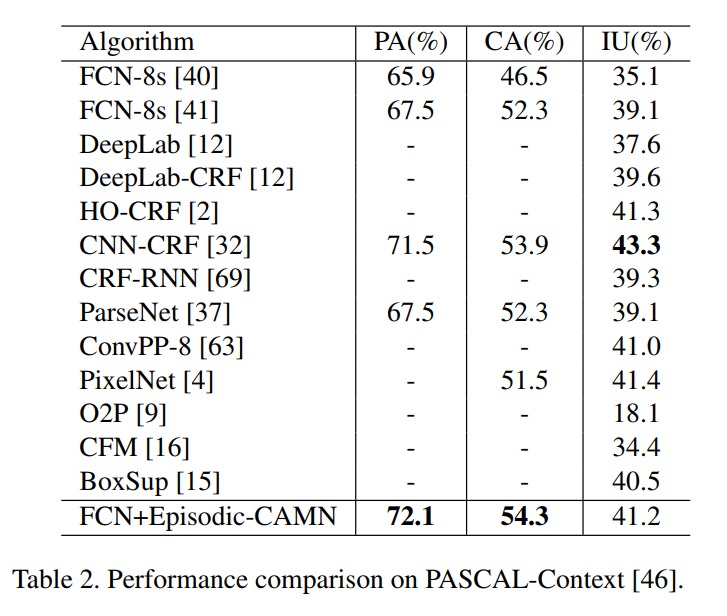 Algorithm PA(%) CA(%) IU(%)
FCN-8s [40] 65.9 46.5 35.1
FCN-8s [41] 67.5 52.3 39.1
DeepLab [12] - - 37.6
DeepLab-CRF [12] - - 39.6
HO-CRF [2] - - 41.3
CNN-CRF [32] 71.5 53.9 43.3
CRF-RNN [69] - - 39.3
ParseNet [37] 67.5 52.3 39.1
ConvPP-8 [63] - - 41.0
PixelNet [4] - 51.5 41.4
O2P [9] - - 18.1
CFM [16] - - 34.4
BoxSup [15] - - 40.5
FCN+Episodic-CAMN 72.1 54.3 41.2
Table 2. Performance comparison on PASCAL-Context [46].